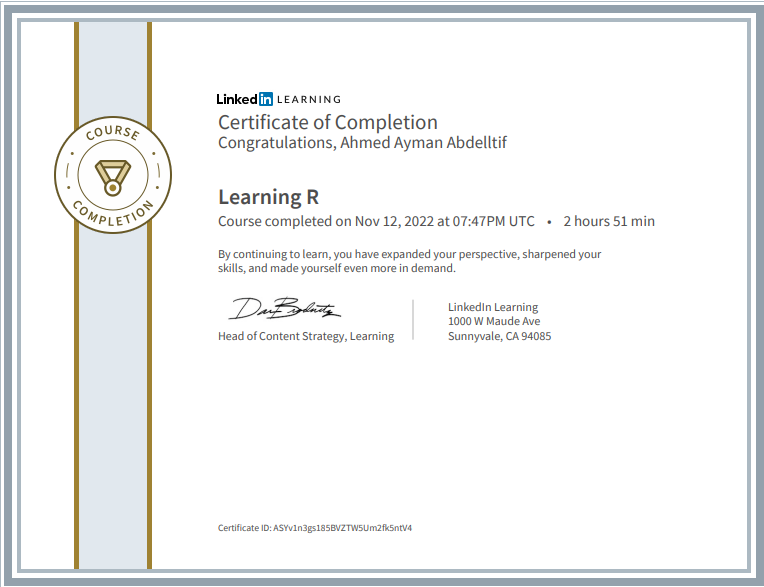 COURSE
COMPLETION
Linked in LEARNING
Certificate of Completion
Congratulations, Ahmed Ayman Abdelltif
Learning R
Course completed on Nov 12, 2022 at 07:47PM UTC • 2 hours 51 min
By continuing to learn, you have expanded your perspective, sharpened your
skills, and made yourself even more in demand.
Head of Content Strategy, Learning
LinkedIn Learning
1000 W Maude Ave
Sunnyvale, CA 94085
Certificate ID: ASYv1n3gs185BVZTW5Um2fk5ntV4